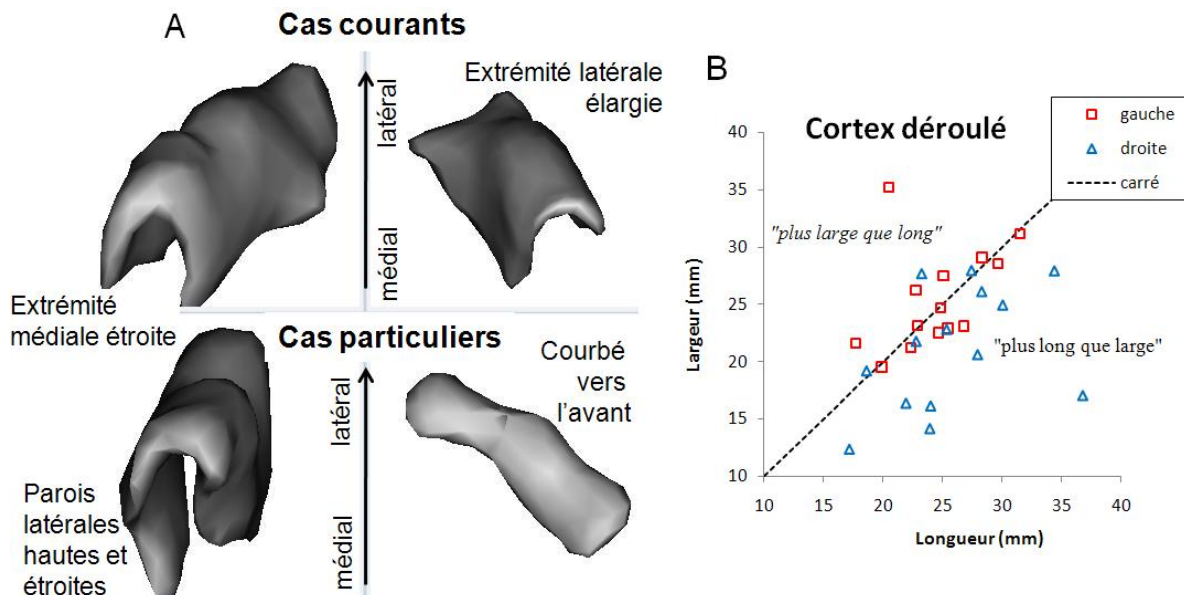 A
Cas courants
latéral
médial
Extrémité latérale
élargie
Extrémité
médiale étroite
Cas particuliers
latéral
médial
Courbé
vers
l'avant
Parois
latérales
hautes et
étroites
B
Cortex déroulé
gauche
droite
carré
"plus large que long"
"plus long que large"
Largeur (mm)
40
35
30
25
20
15
10
10
15
20
25
30
35
40
Longueur (mm)